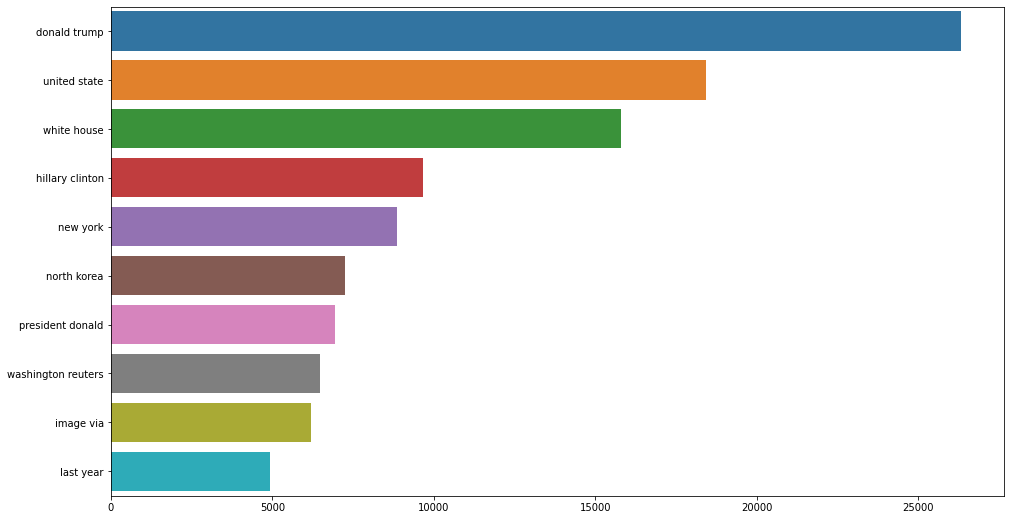 donald trump
united state
white house
hillary clinton
new york
north korea
president donald
washington reuters
image via
last year
0 5000 10000 15000 20000 25000